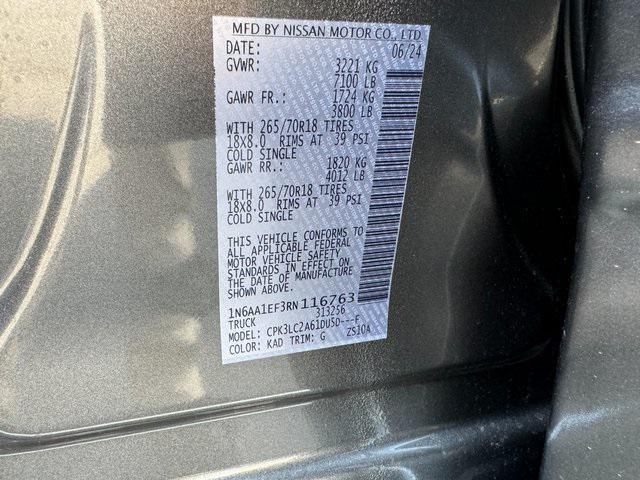 MFD BY NISSAN MOTOR CO., LTD
DATE: 06/24
GVWR: 3221 KG
7100 LB
GAWR FR.: 1724 KG
3800 LB
WITH 265/70R18 TIRES
18X8.0 RIMS AT 39 PSI
COLD SINGLE
GAWR RR.: 1820 KG
4012 LB
WITH 265/70R18 TIRES
18X8.0 RIMS AT 39 PSI
COLD SINGLE
THIS VEHICLE CONFORMS TO
ALL APPLICABLE FEDERAL
MOTOR VEHICLE SAFETY
STANDARDS IN EFFECT ON
THE DATE OF MANUFACTURE
SHOWN ABOVE.
1N6AA1EF3RN116763
TRUCK 313256
MODEL: CPK3LC2A61DU5D---F
COLOR: KAD TRIM: G ZS10A